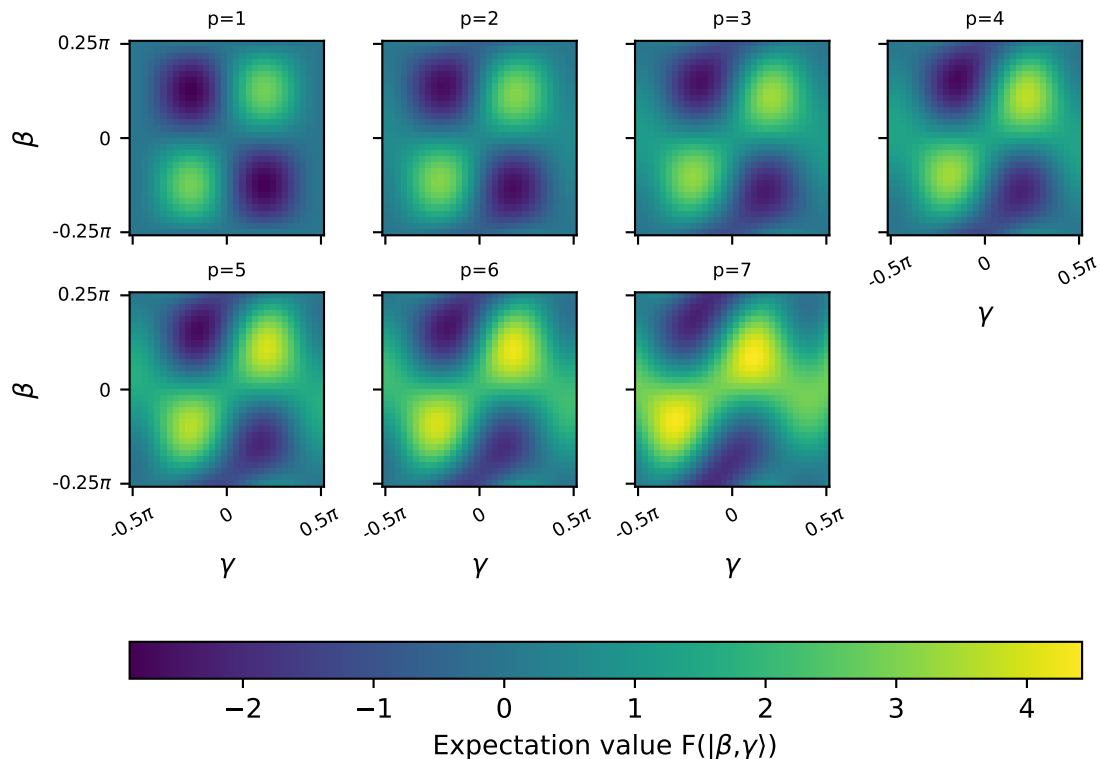 p=1 p=2 p=3 p=4
0.25π
β
0
-0.25π
-0.5π 0 0.5π
γ
p=5 p=6 p=7
0.25π
β
0
-0.25π
-0.5π 0 0.5π -0.5π 0 0.5π -0.5π 0 0.5π
γ γ γ
−2 −1 0 1 2 3 4
Expectation value F(|β,γ⟩)